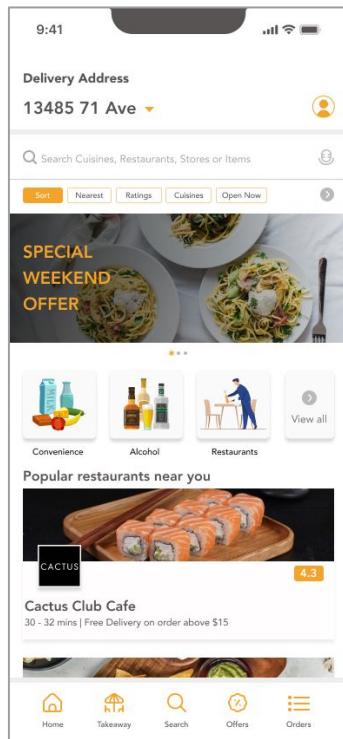 9:41
Delivery Address
13485 71 Ave
Search Cuisines, Restaurants, Stores or Items
Sort Nearest Ratings Cuisines Open Now
SPECIAL
WEEKEND
OFFER
View all
Convenience Alcohol Restaurants
Popular restaurants near you
CACTUS
4.3
Cactus Club Cafe
30 - 32 mins | Free Delivery on order above $15
Home Takeaway Search Offers Orders